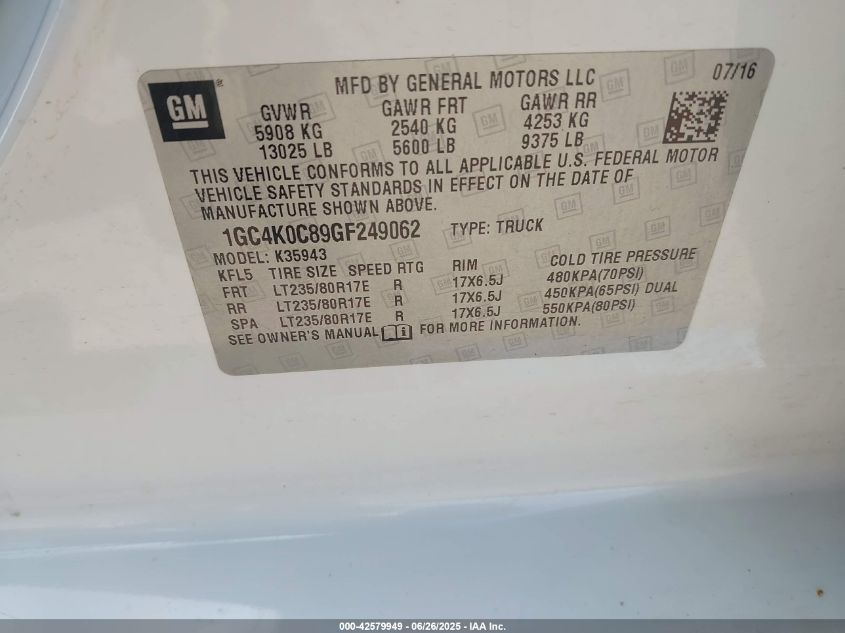 MFD BY GENERAL MOTORS LLC 07/16
GM ®
GVWR GAWR FRT GAWR RR
5908 KG 2540 KG 4253 KG
13025 LB 5600 LB 9375 LB
THIS VEHICLE CONFORMS TO ALL APPLICABLE U.S. FEDERAL MOTOR
VEHICLE SAFETY STANDARDS IN EFFECT ON THE DATE OF
MANUFACTURE SHOWN ABOVE.
1GC4K0C89GF249062 TYPE: TRUCK
MODEL: K35943
KFL5 TIRE SIZE SPEED RTG RIM COLD TIRE PRESSURE
FRT LT235/80R17E R 17X6.5J 480KPA(70PSI)
RR LT235/80R17E R 17X6.5J 450KPA(65PSI) DUAL
SPA LT235/80R17E R 17X6.5J 550KPA(80PSI)
SEE OWNER'S MANUAL FOR MORE INFORMATION.
000-42579949 - 06/26/2025 - IAA Inc.